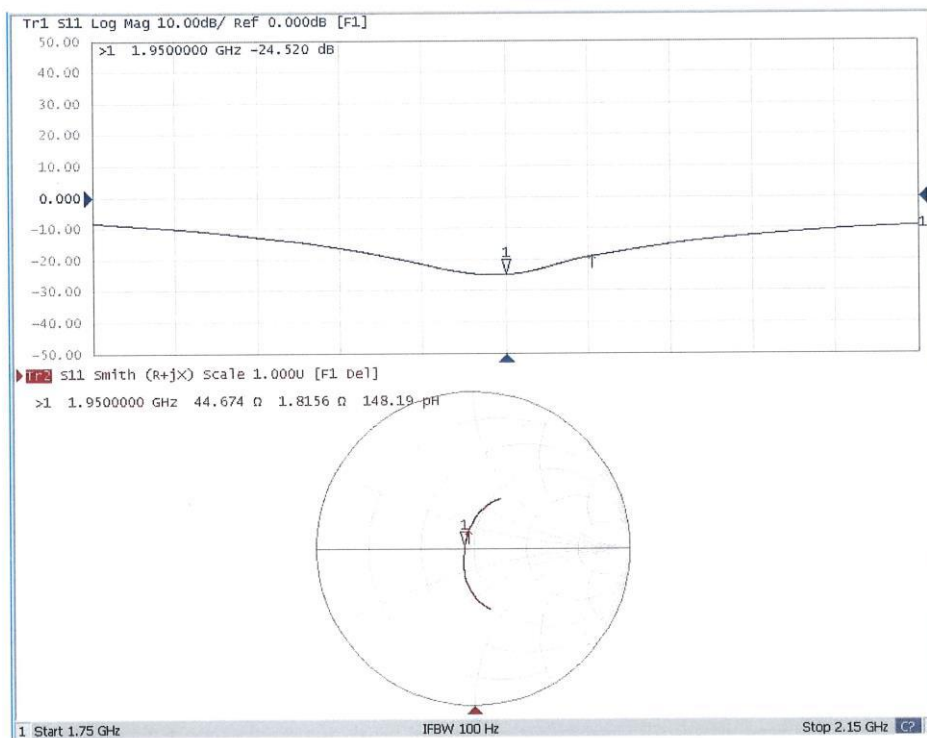 Tr1 S11 Log Mag 10.00dB/ Ref 0.000dB [F1]
50.00
>1 1.9500000 GHz -24.520 dB
40.00
30.00
20.00
10.00
0.000
-10.00
1
-20.00
1
-30.00
-40.00
-50.00
Tr2 S11 Smith (R+jX) Scale 1.000U [F1 Del]
>1 1.9500000 GHz 44.674 Ω 1.8156 Ω 148.19 pH
1
1 Start 1.75 GHz IFBW 100 Hz Stop 2.15 GHz C?